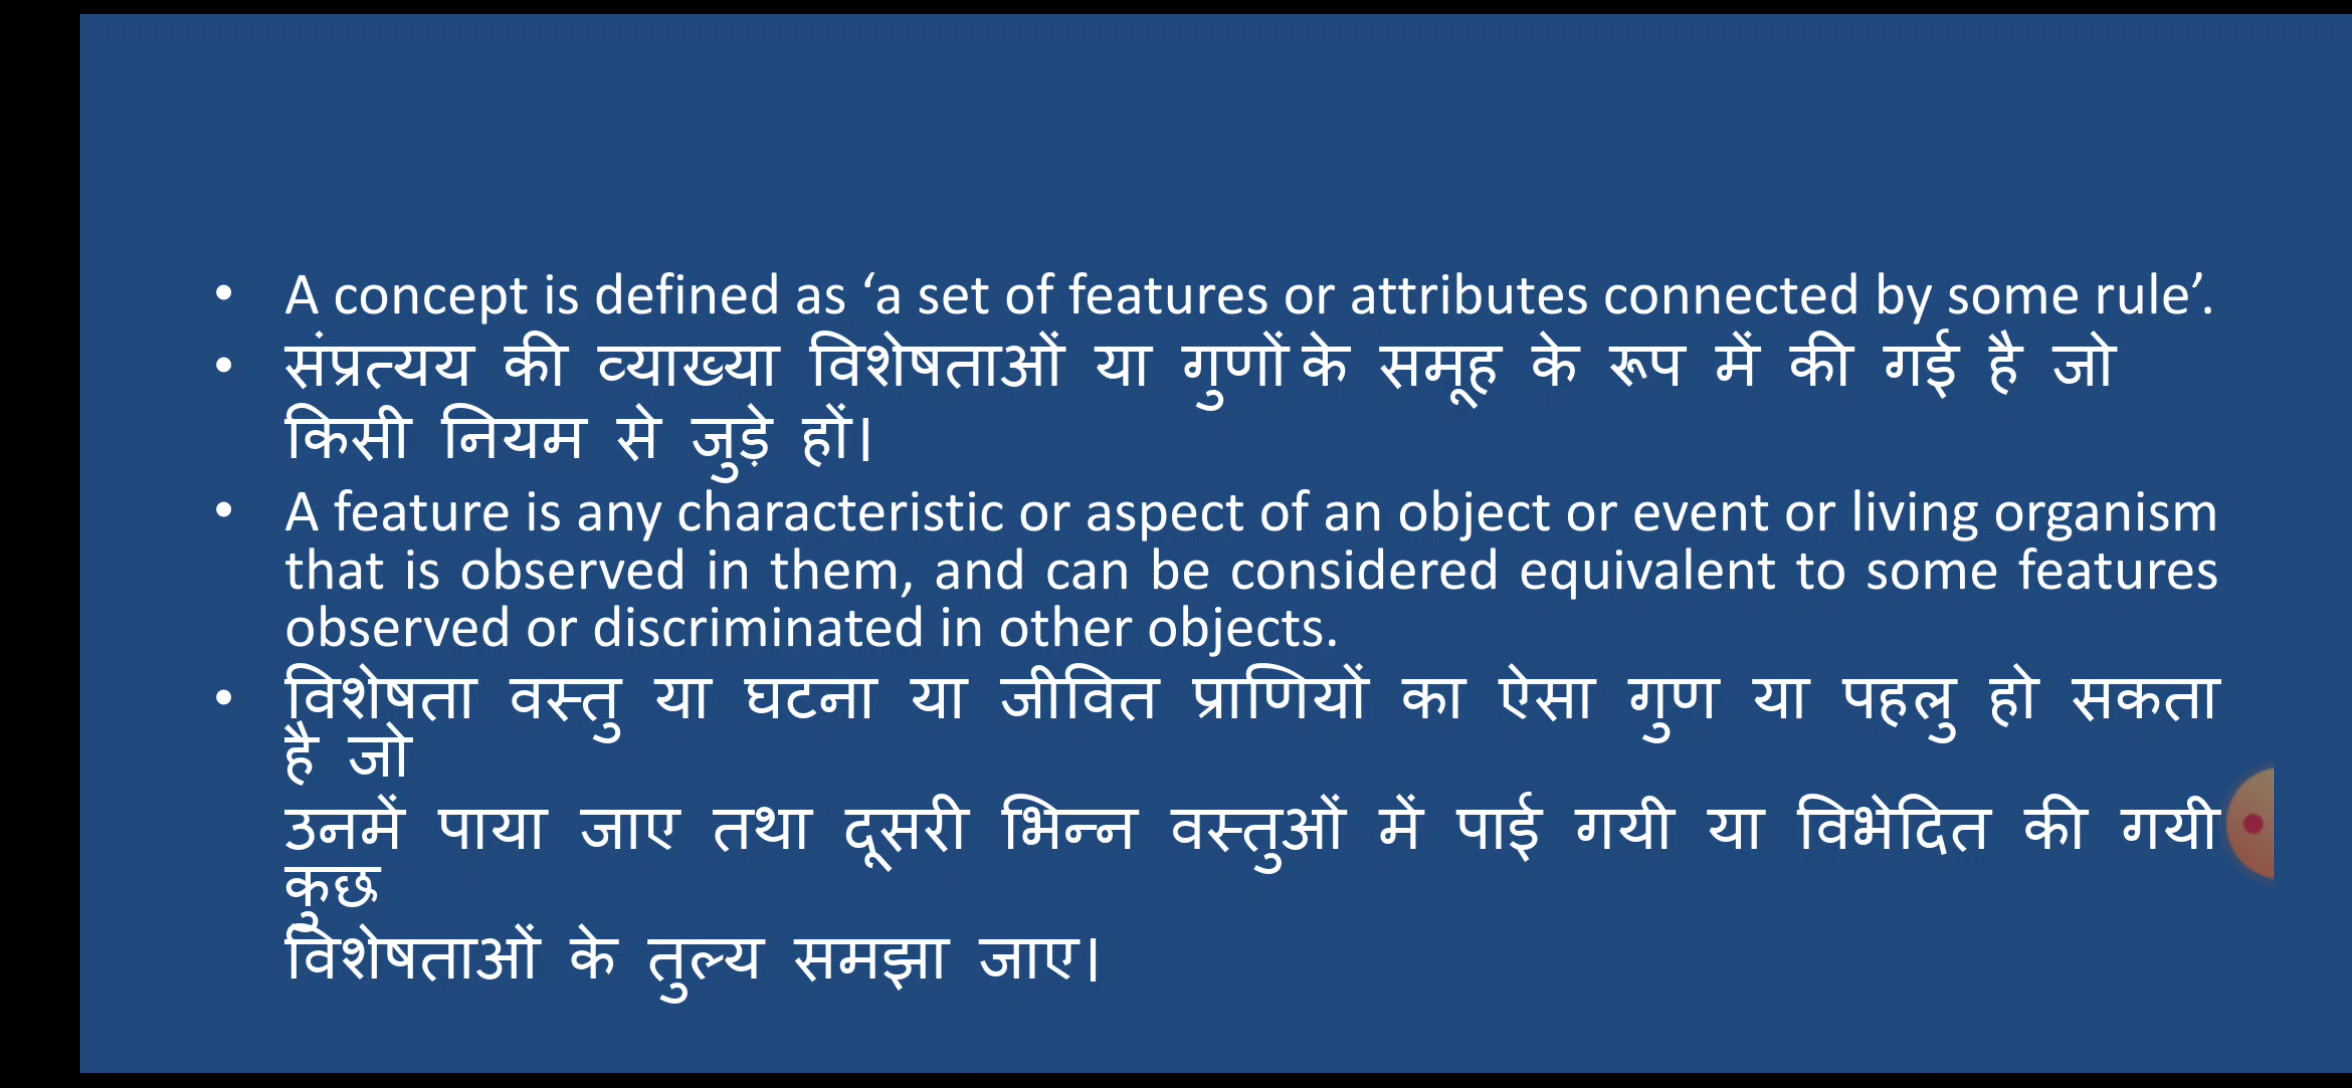 • A concept is defined as ‘a set of features or attributes connected by some rule’.
• संप्रत्यय की व्याख्या विशेषताओं या गुणों के समूह के रूप में की गई है जो
किसी नियम से जुड़े हों।
• A feature is any characteristic or aspect of an object or event or living organism
that is observed in them, and can be considered equivalent to some features
observed or discriminated in other objects.
• विशेषता वस्तु या घटना या जीवित प्राणियों का ऐसा गुण या पहलु हो सकता
है जो
उनमें पाया जाए तथा दूसरी भिन्न वस्तुओं में पाई गयी या विभेदित की गयी
कुछ
विशेषताओं के तुल्य समझा जाए।